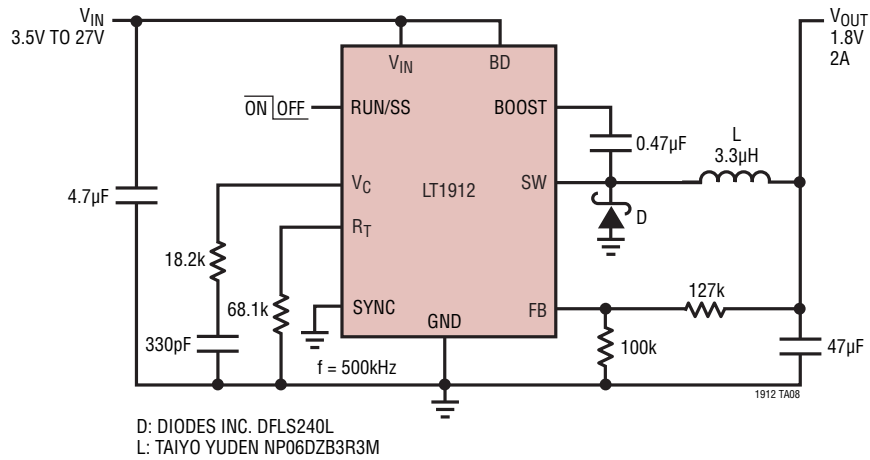 VIN
3.5V TO 27V
VOUT
1.8V
2A
VIN
BD
ON OFF
RUN/SS
BOOST
0.47µF
L
3.3µH
4.7µF
VC
LT1912
SW
D
RT
18.2k
68.1k
SYNC
GND
FB
127k
330pF
f = 500kHz
100k
47µF
1912 TA08
D: DIODES INC. DFLS240L
L: TAIYO YUDEN NP06DZB3R3M